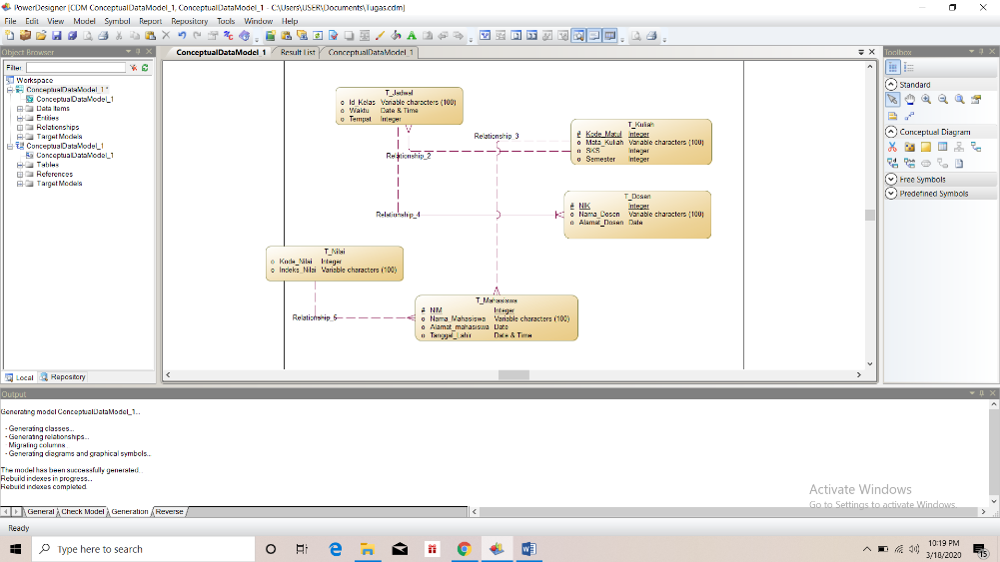 PowerDesigner [CDM ConceptualDataModel_1, ConceptualDataModel_1 - C:\Users\USER\Documents\Tugas.cdm]
File Edit View Model Symbol Report Repository Tools Window Help
Object Browser
Filter:
Workspace
ConceptualDataModel_1 *
ConceptualDataModel_1
Data Items
Entities
Relationships
Target Models
ConceptualDataModel_1
ConceptualDataModel_1
Tables
References
Target Models
Local Repository
ConceptualDataModel_1 Result List ConceptualDataModel_1
T_Jadwal
o Id_Kelas Variable characters (100)
o Waktu Date & Time
o Tempat Integer
Relationship_3
Relationship_2
T_Kuliah
# Kode_Matul Integer
o Mata_Kuliah Variable characters (100)
o SKS Integer
o Semester Integer
T_Dosen
# NIK Integer
o Nama_Dosen Variable characters (100)
o Alamat_Dosen Date
Relationship_4
T_Nilai
o Kode_Nilai Integer
o Indeks_Nilai Variable characters (100)
Relationship_5
T_Mahasiswa
# NIM Integer
o Nama_Mahasiswa Variable characters (100)
o Alamat_mahasiswa Date
o Tanggal_Lahir Date & Time
Toolbox
Standard
Conceptual Diagram
Free Symbols
Predefined Symbols
Output
Generating model ConceptualDataModel_1...
- Generating classes...
- Generating relationships...
Migrating columns...
- Generating diagrams and graphical symbols...
The model has been successfully generated.
Rebuild indexes in progress...
Rebuild indexes completed.
General Check Model Generation Reverse
Activate Windows
Go to Settings to activate Windows.
Ready
Type here to search
10:19 PM
3/18/2020
15